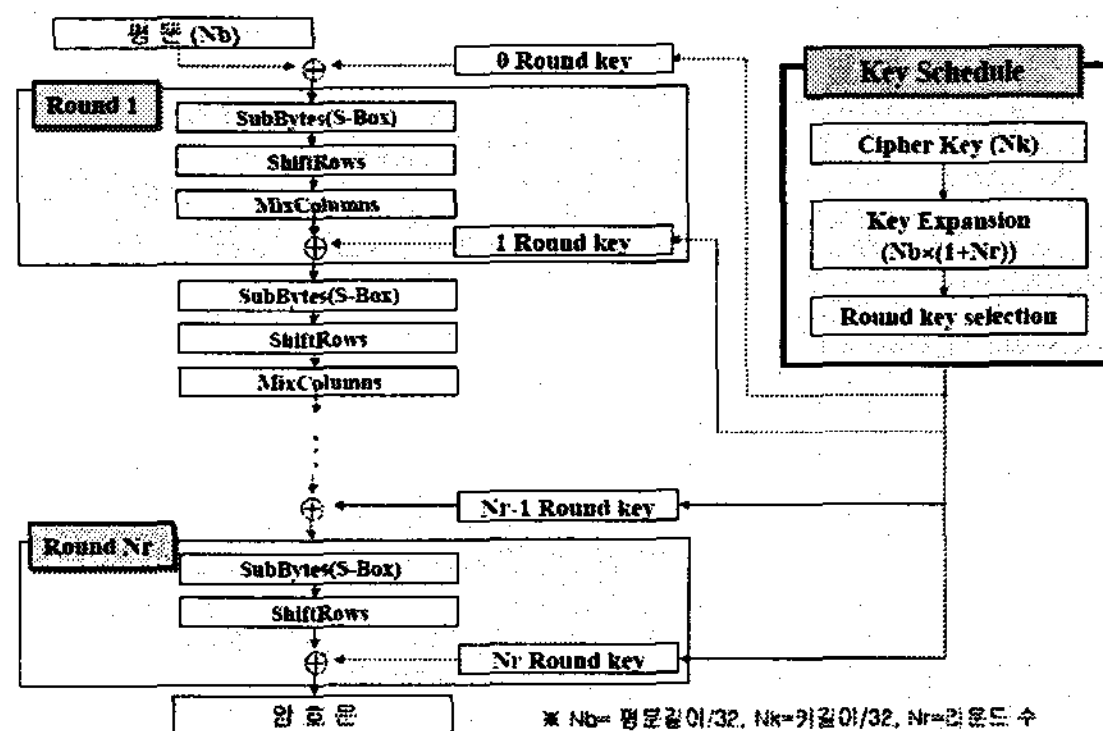 평 문 (Nb)
0 Round key
Key Schedule
Round 1
SubBytes(S-Box)
ShiftRows
MixColumns
1 Round key
Cipher Key (Nk)
Key Expansion
(Nb×(1+Nr))
Round key selection
SubBytes(S-Box)
ShiftRows
MixColumns
Nr-1 Round key
Round Nr
SubBytes(S-Box)
ShiftRows
Nr Round key
암 호 문
※ Nb= 평문길이/32, Nk=키길이/32, Nr=라운드 수